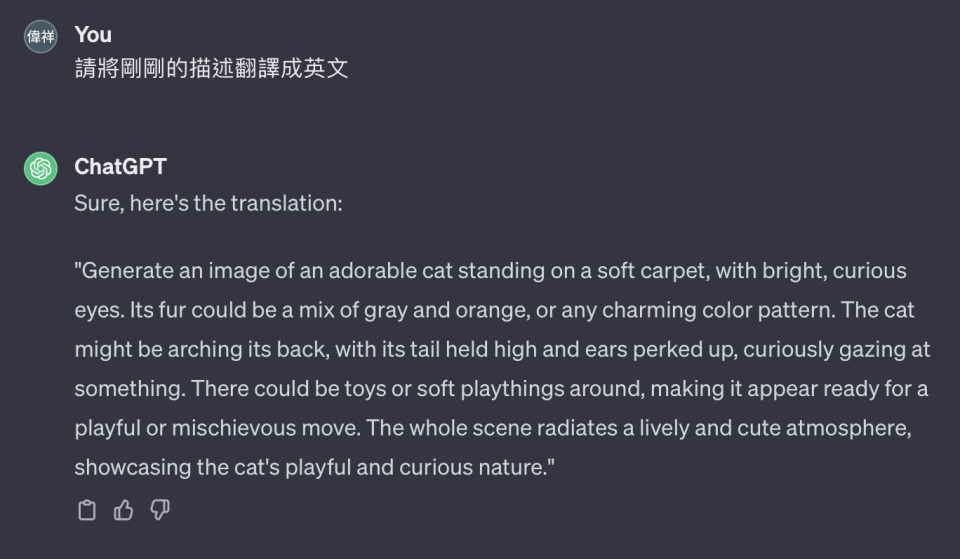 偉祥
You
請將剛剛的描述翻譯成英文
ChatGPT
Sure, here's the translation:
"Generate an image of an adorable cat standing on a soft carpet, with bright, curious
eyes. Its fur could be a mix of gray and orange, or any charming color pattern. The cat
might be arching its back, with its tail held high and ears perked up, curiously gazing at
something. There could be toys or soft playthings around, making it appear ready for a
playful or mischievous move. The whole scene radiates a lively and cute atmosphere,
showcasing the cat's playful and curious nature."